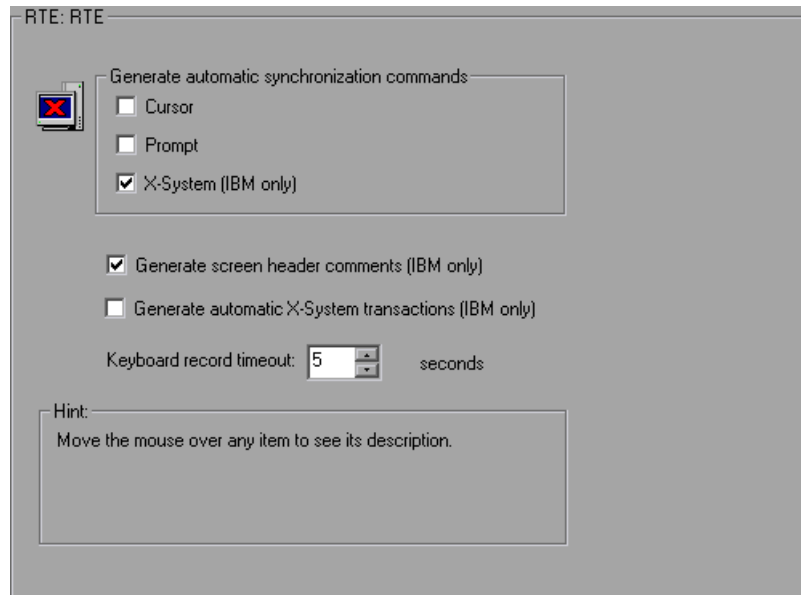 RTE: RTE
Generate automatic synchronization commands
Cursor
Prompt
X-System (IBM only)
Generate screen header comments (IBM only)
Generate automatic X-System transactions (IBM only)
Keyboard record timeout: 5 seconds
Hint:
Move the mouse over any item to see its description.